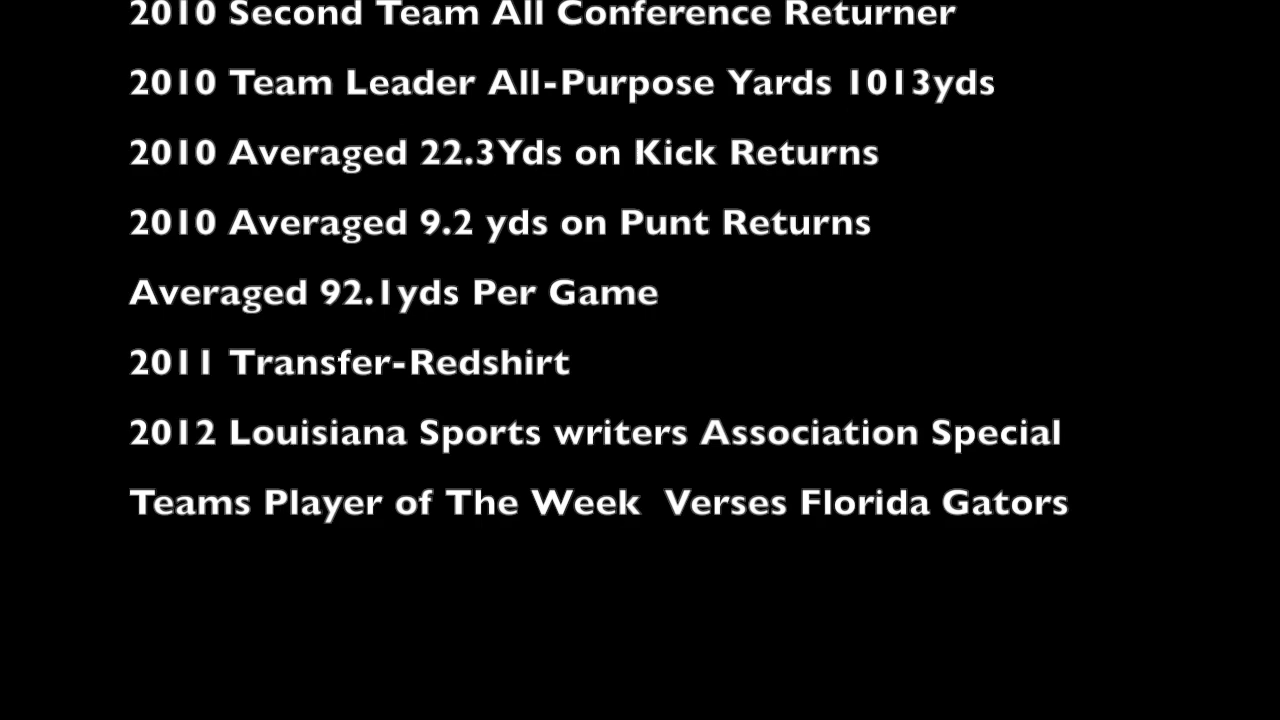 2010 Second Team All Conference Returner
2010 Team Leader All-Purpose Yards 1013yds
2010 Averaged 22.3Yds on Kick Returns
2010 Averaged 9.2 yds on Punt Returns
Averaged 92.1yds Per Game
2011 Transfer-Redshirt
2012 Louisiana Sports writers Association Special
Teams Player of The Week  Verses Florida Gators